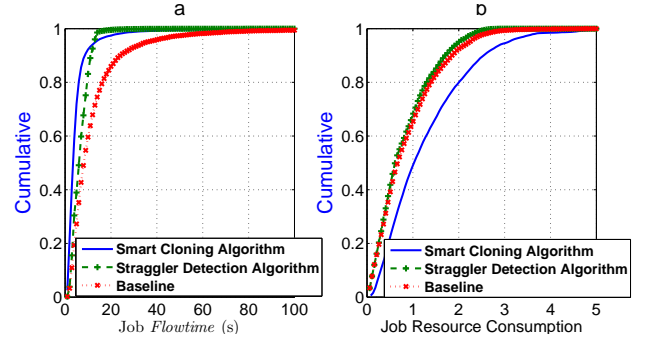 a
Cumulative
1
0.8
0.6
0.4
0.2
0
0 20 40 60 80 100
Smart Cloning Algorithm
Straggler Detection Algorithm
Baseline
Job Flowtime (s)
b
Cumulative
1
0.8
0.6
0.4
0.2
0
0 1 2 3 4 5
Smart Cloning Algorithm
Straggler Detection Algorithm
Baseline
Job Resource Consumption